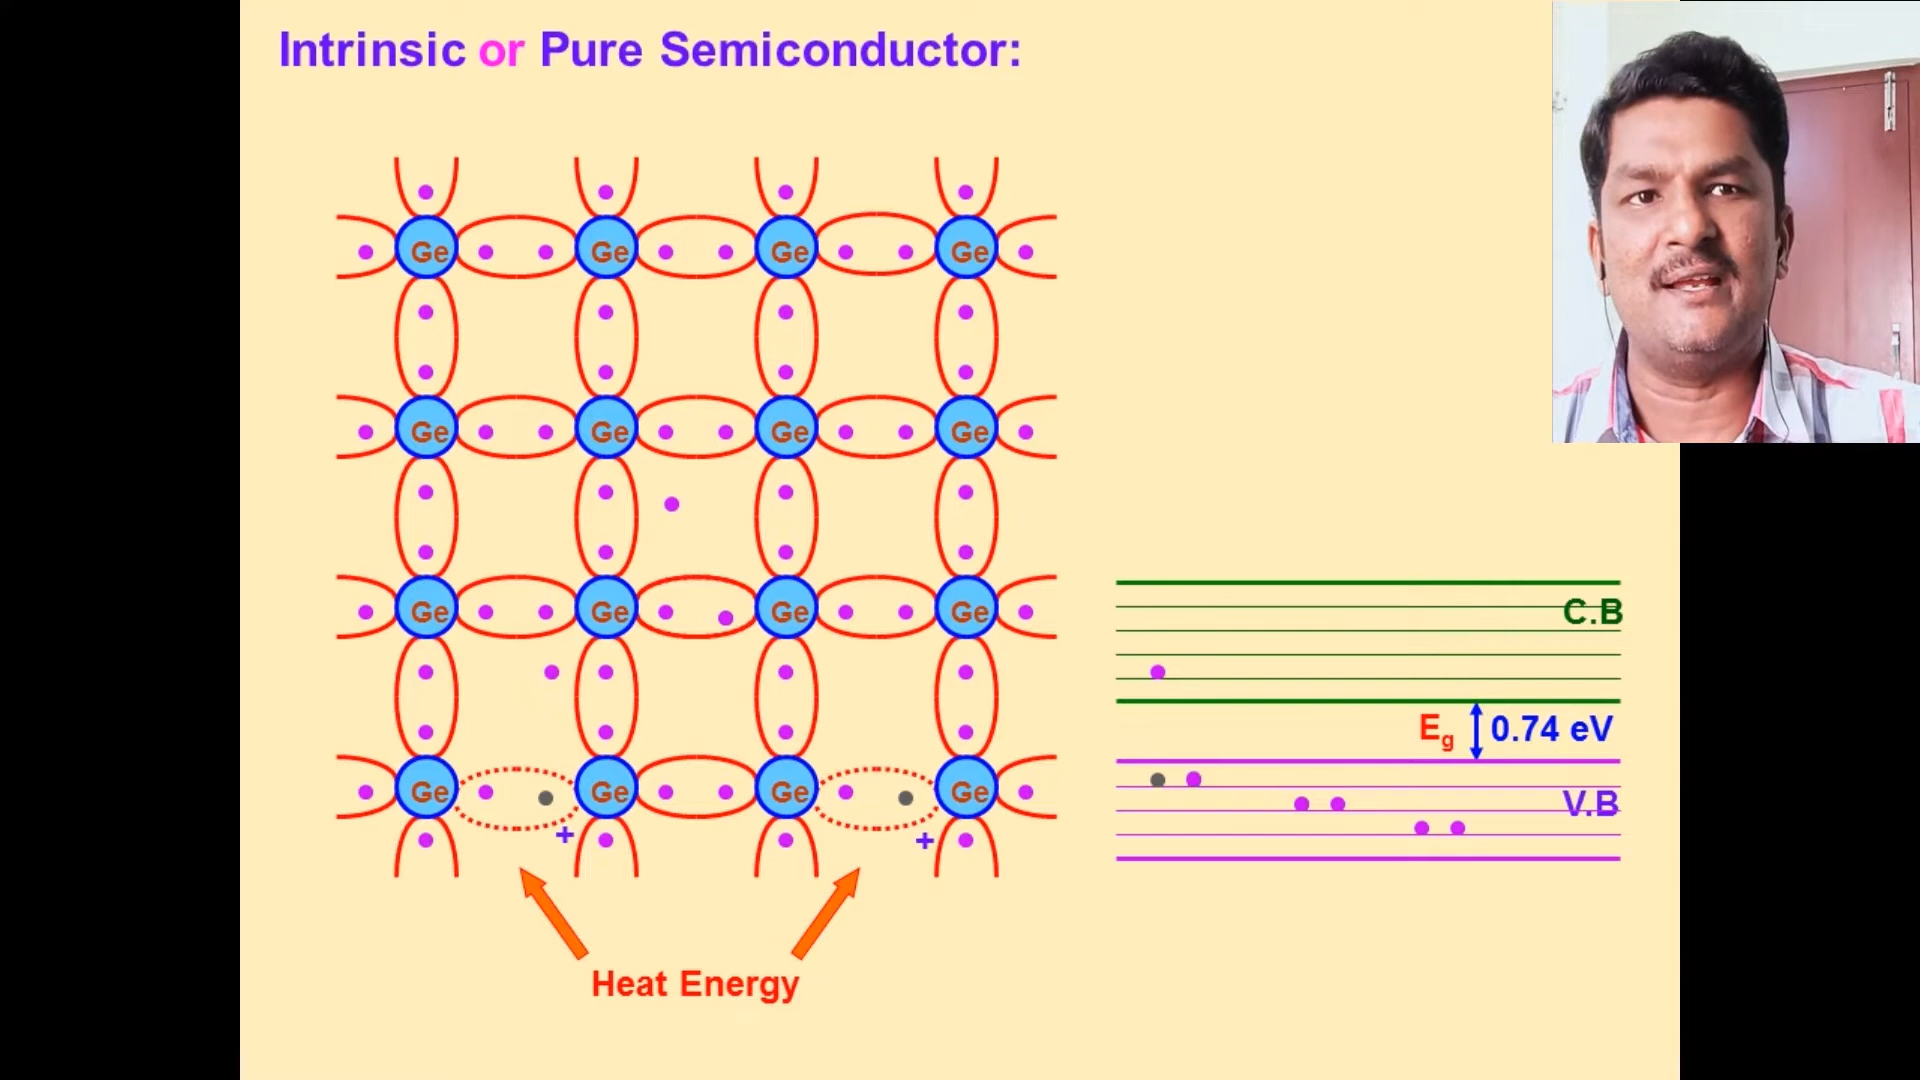 Intrinsic or Pure Semiconductor:
Ge Ge Ge Ge
Ge Ge Ge Ge
Ge Ge Ge Ge
C.B
Eg 0.74 eV
Ge Ge Ge Ge
V.B
+ +
Heat Energy